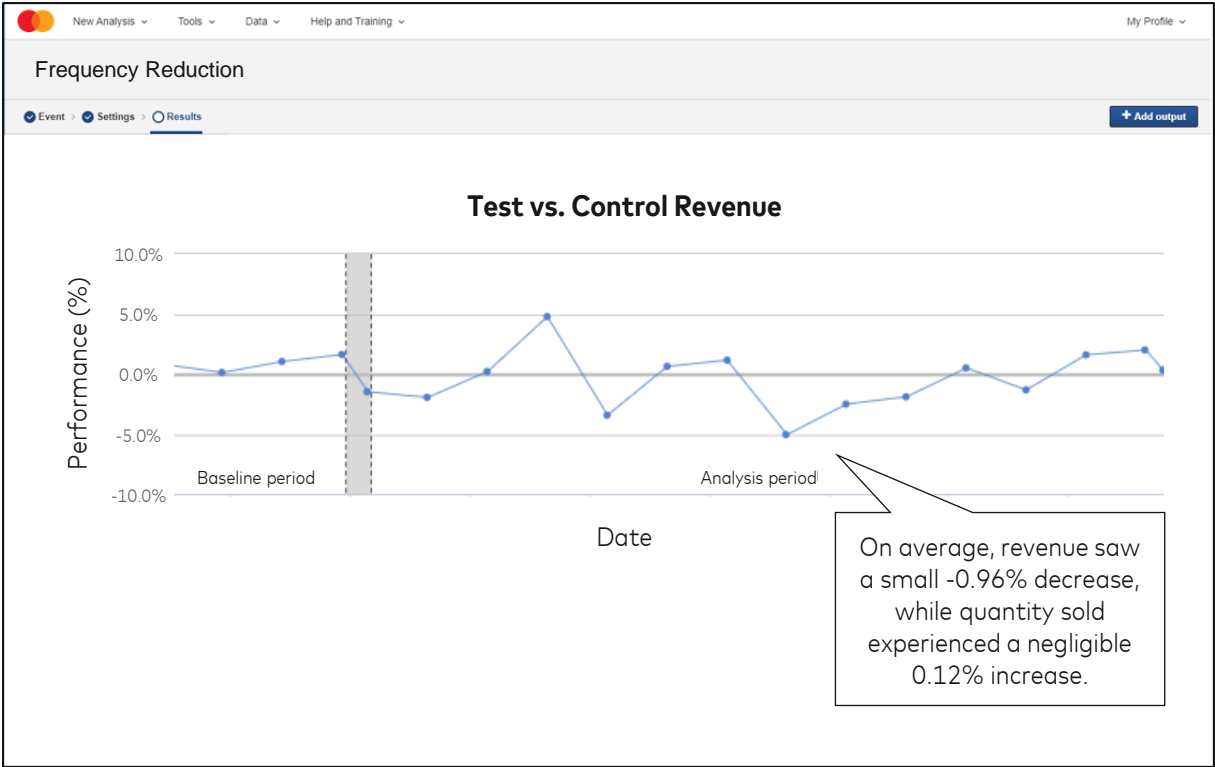 New Analysis Tools Data Help and Training My Profile
Frequency Reduction
Event > Settings > Results + Add output
Test vs. Control Revenue
10.0%
5.0%
0.0%
-5.0%
-10.0%
Performance (%)
Baseline period Analysis period
Date
On average, revenue saw
a small -0.96% decrease,
while quantity sold
experienced a negligible
0.12% increase.